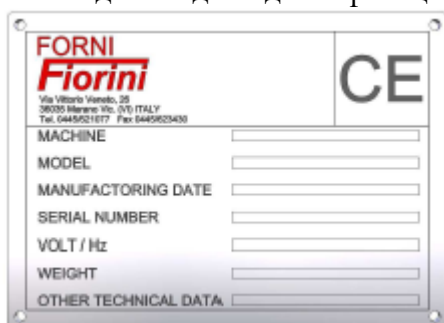 FORNI
Fiorini
Via Vittorio Veneto, 25
36035 Marano Vic. (VI) ITALY
Tel. 0445/621077 Fax 0445/623430
CE
MACHINE
MODEL
MANUFACTORING DATE
SERIAL NUMBER
VOLT / Hz
WEIGHT
OTHER TECHNICAL DATA